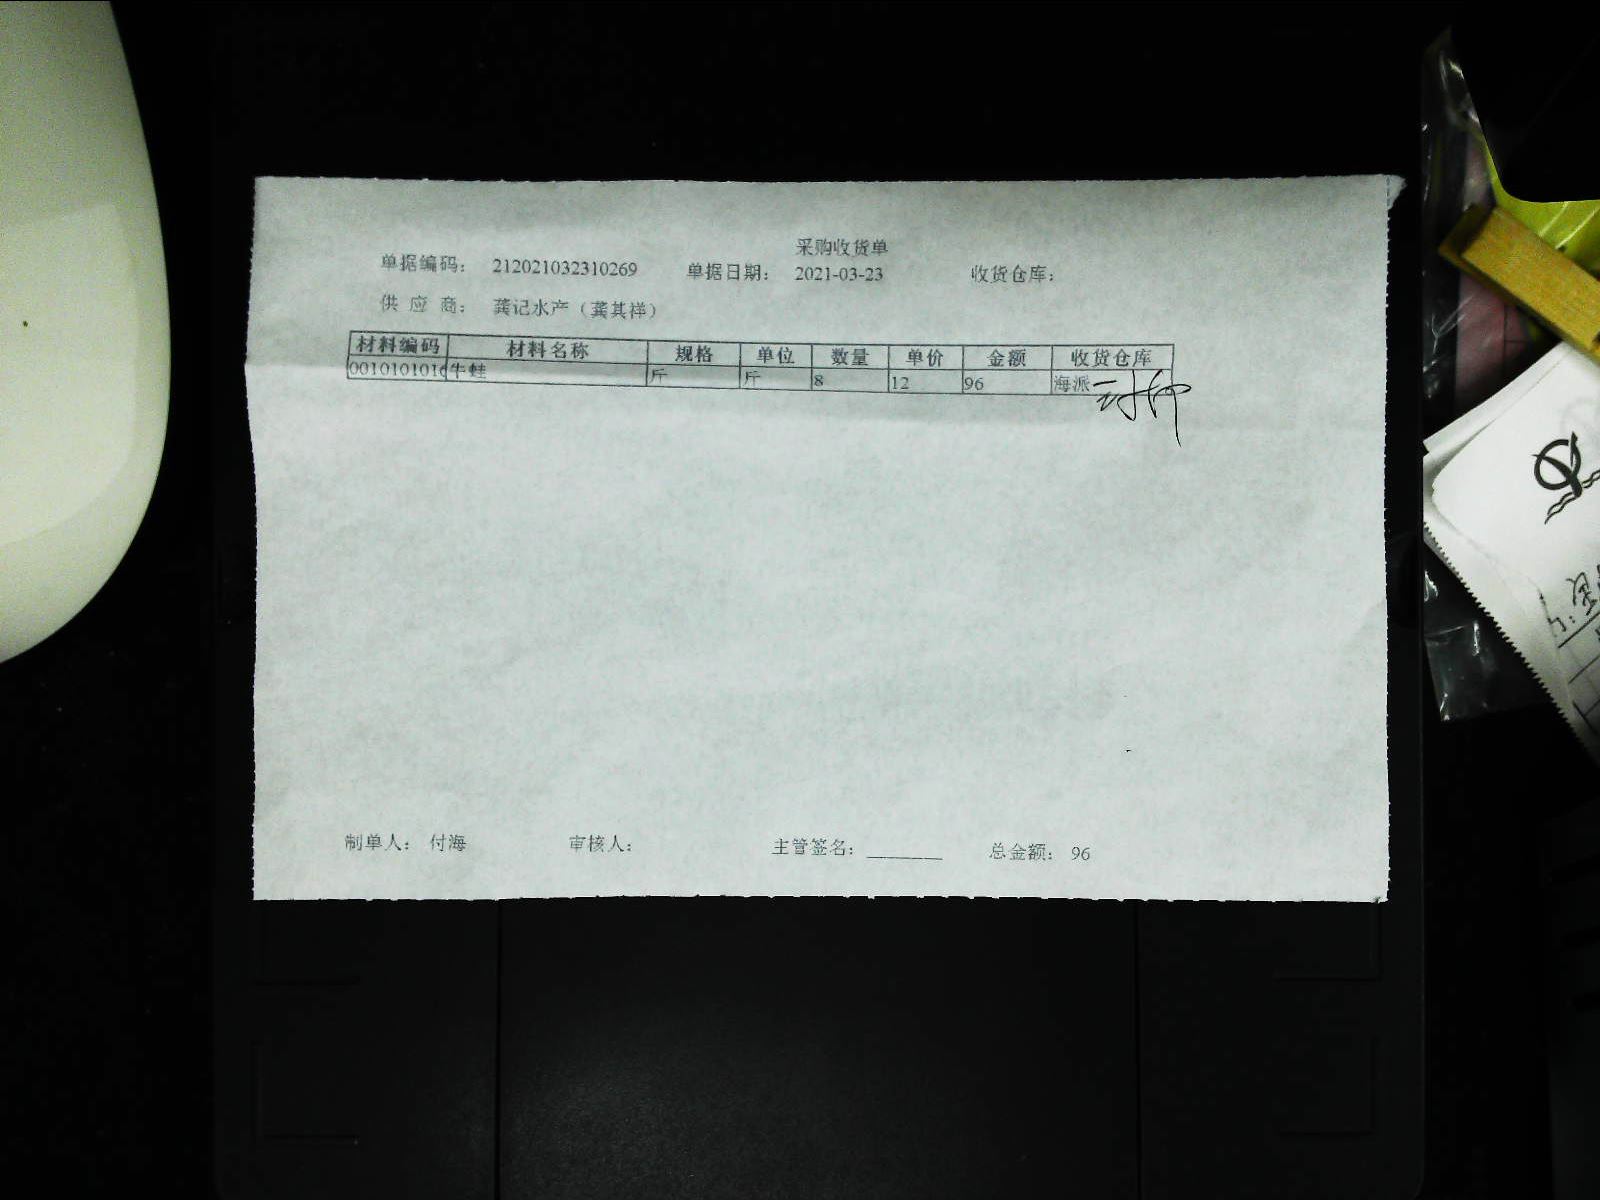 采购收货单
单据编码： 212021032310269 单据日期： 2021-03-23 收货仓库：
供 应 商： 龚记水产（龚其祥）
材料编码 材料名称 规格 单位 数量 单价 金额 收货仓库
0010101016 牛蛙 斤 斤 8 12 96 海派
制单人： 付海 审核人： 主管签名：_______ 总金额： 96